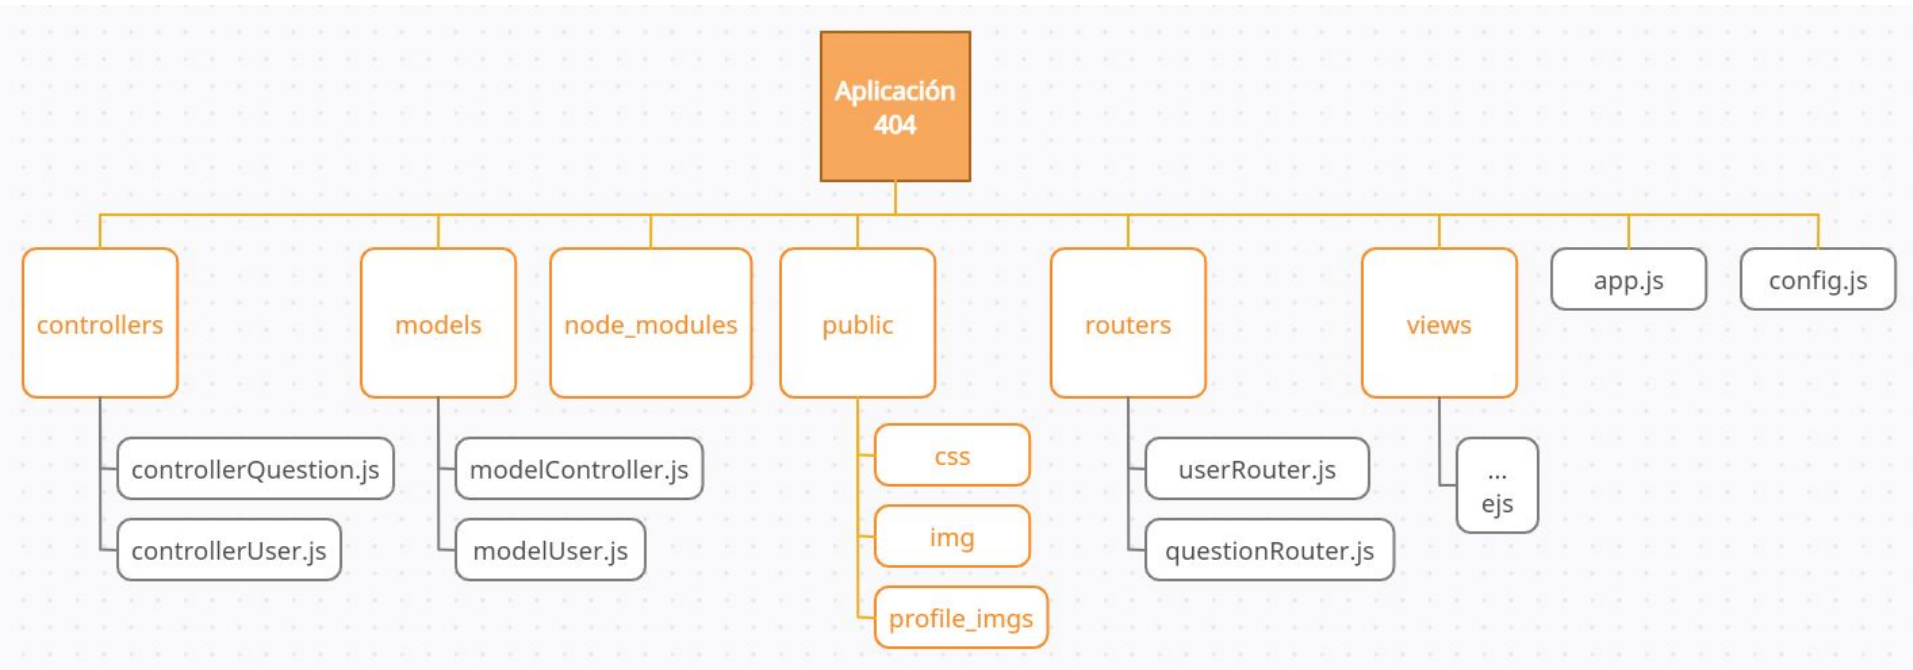 Aplicación
404
controllers
models
node_modules
public
routers
views
app.js
config.js
controllerQuestion.js
controllerUser.js
modelController.js
modelUser.js
css
img
profile_imgs
userRouter.js
questionRouter.js
...
ejs